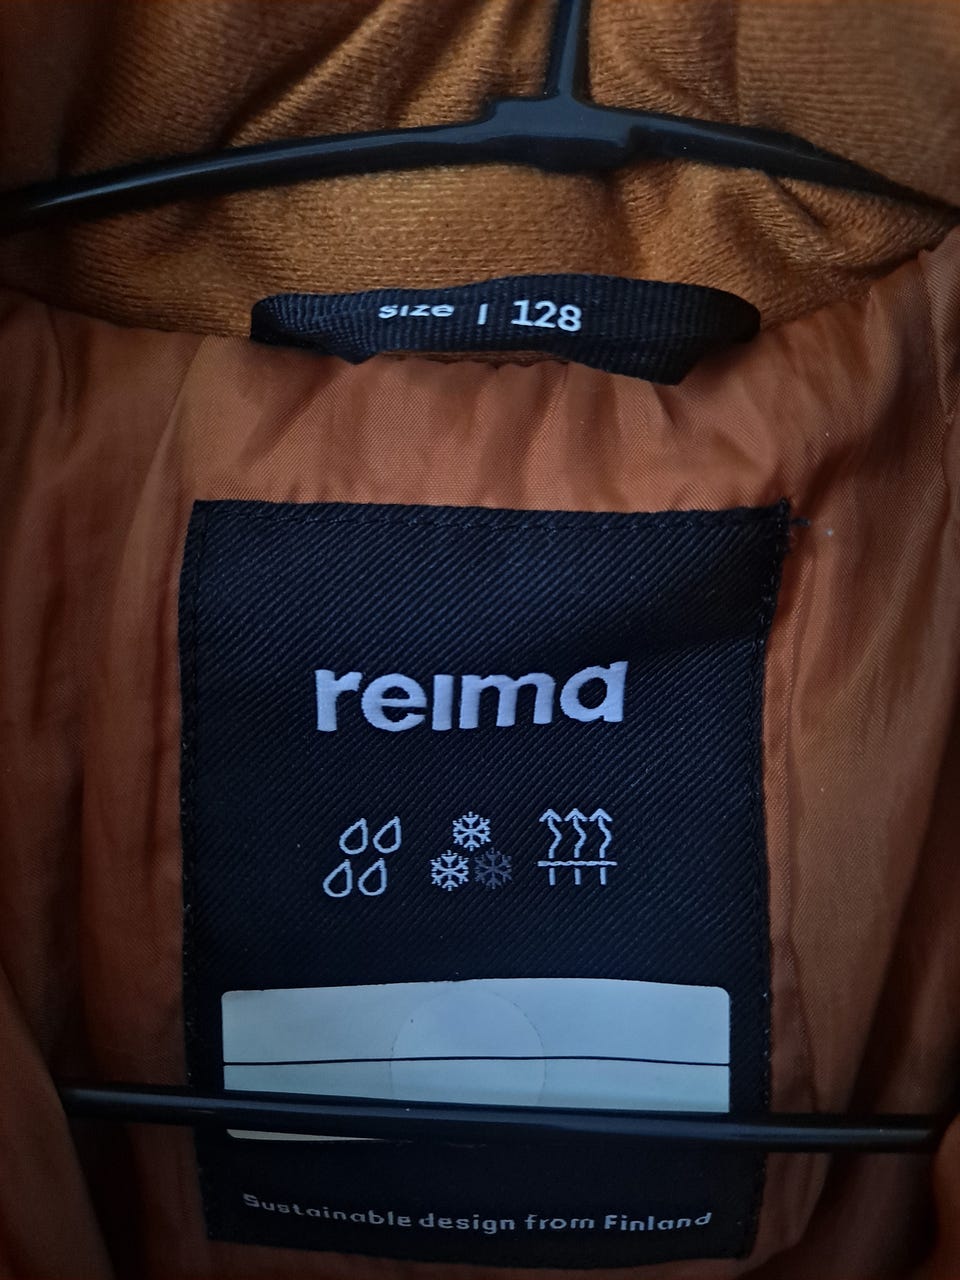 size | 128
reima
Sustainable design from Finland